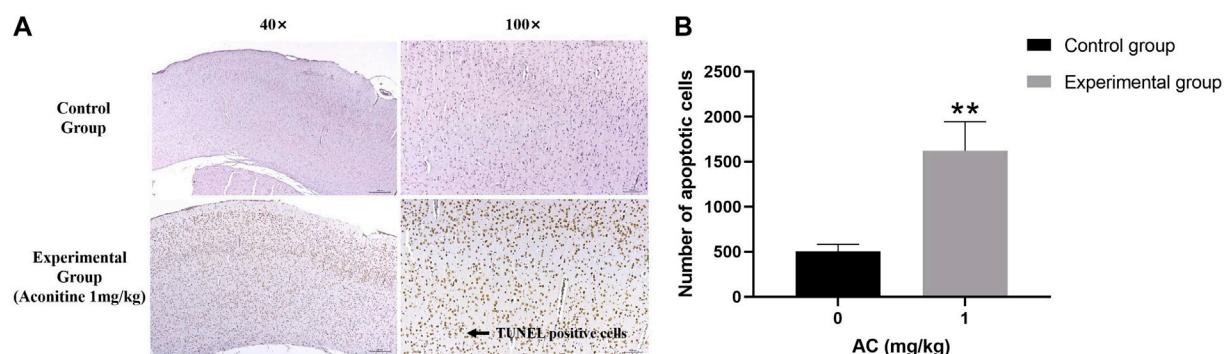 A
40×
100×
Control
Group
Experimental
Group
(Aconitine 1mg/kg)
TUNEL positive cells
B
Control group
Experimental group
Number of apoptotic cells
2500
2000
1500
1000
500
0
**
0
1
AC (mg/kg)